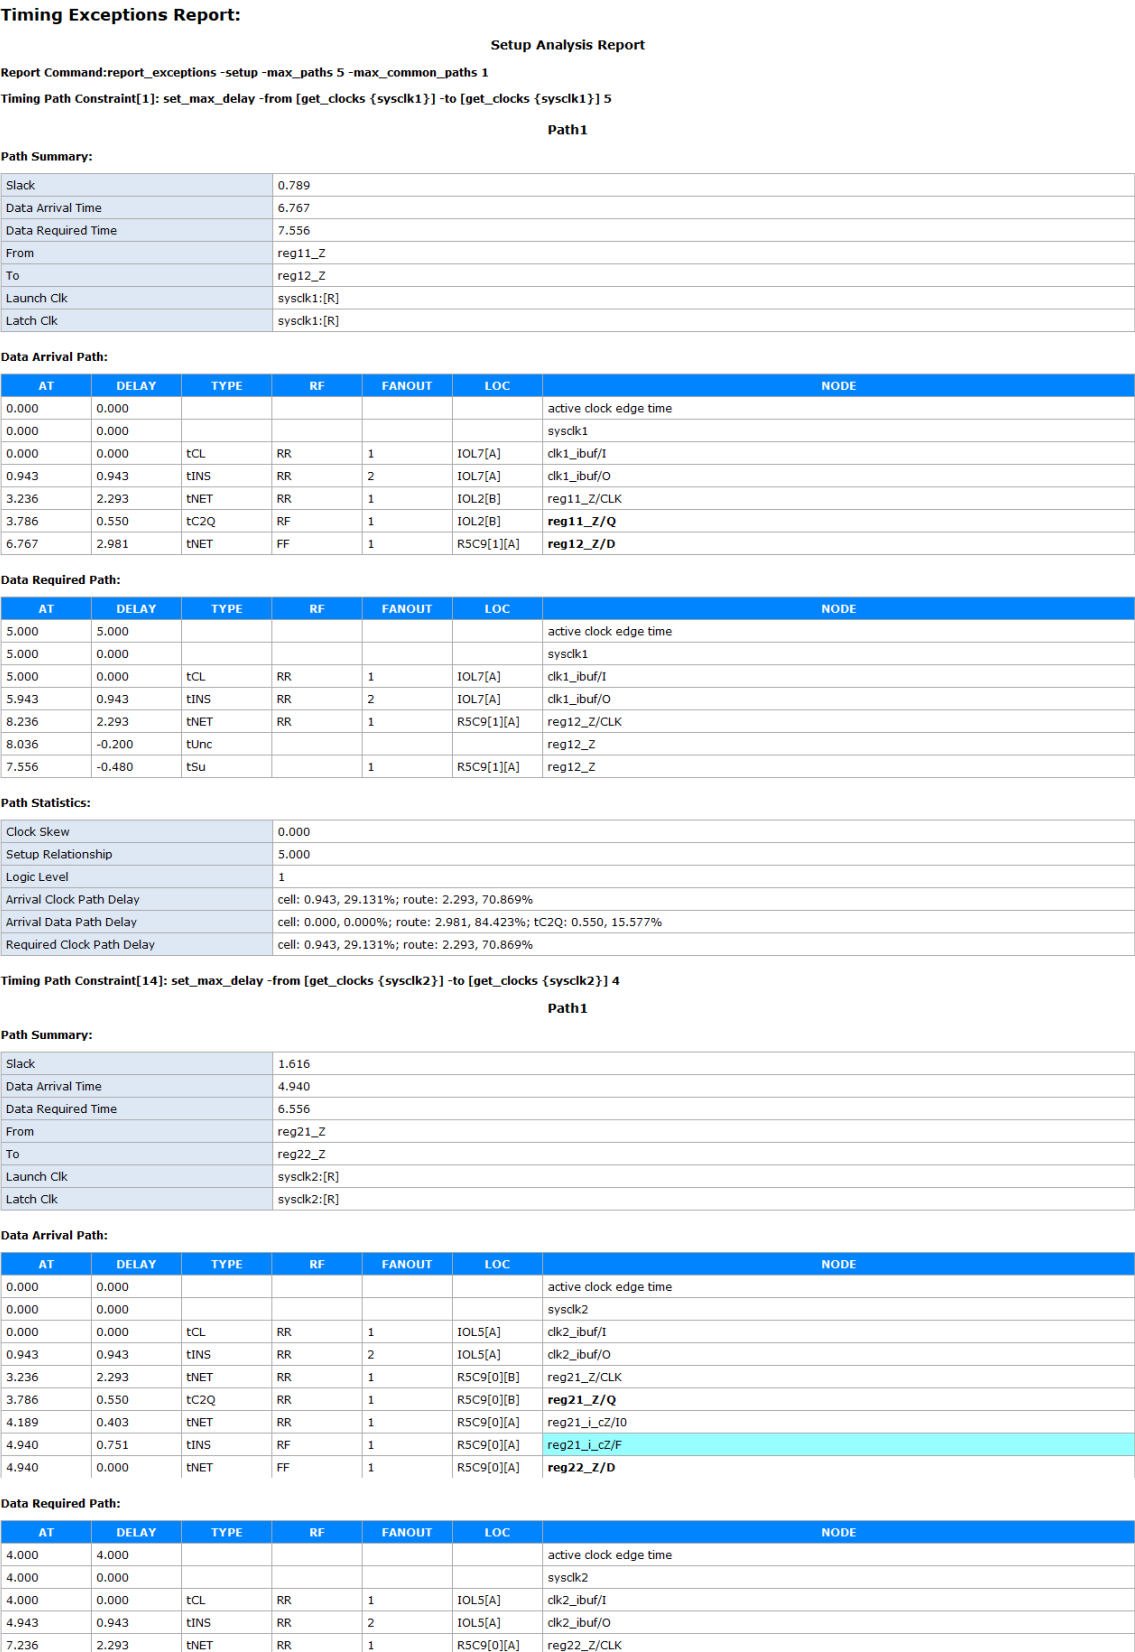 Timing Exceptions Report:
Setup Analysis Report
Report Command:report_exceptions -setup -max_paths 5 -max_common_paths 1
Timing Path Constraint[1]: set_max_delay -from [get_clocks {sysclk1}] -to [get_clocks {sysclk1}] 5
Path1
Path Summary:
Slack 0.789
Data Arrival Time 6.767
Data Required Time 7.556
From reg11_Z
To reg12_Z
Launch Clk sysclk1:[R]
Latch Clk sysclk1:[R]
Data Arrival Path:
AT DELAY TYPE RF FANOUT LOC NODE
0.000 0.000 active clock edge time
0.000 0.000 sysclk1
0.000 0.000 tCL RR 1 IOL7[A] clk1_ibuf/I
0.943 0.943 tINS RR 2 IOL7[A] clk1_ibuf/O
3.236 2.293 tNET RR 1 IOL2[B] reg11_Z/CLK
3.786 0.550 tC2Q RF 1 IOL2[B] reg11_Z/Q
6.767 2.981 tNET FF 1 R5C9[1][A] reg12_Z/D
Data Required Path:
AT DELAY TYPE RF FANOUT LOC NODE
5.000 5.000 active clock edge time
5.000 0.000 sysclk1
5.000 0.000 tCL RR 1 IOL7[A] clk1_ibuf/I
5.943 0.943 tINS RR 2 IOL7[A] clk1_ibuf/O
8.236 2.293 tNET RR 1 R5C9[1][A] reg12_Z/CLK
8.036 -0.200 tUnc reg12_Z
7.556 -0.480 tSu 1 R5C9[1][A] reg12_Z
Path Statistics:
Clock Skew 0.000
Setup Relationship 5.000
Logic Level 1
Arrival Clock Path Delay cell: 0.943, 29.131%; route: 2.293, 70.869%
Arrival Data Path Delay cell: 0.000, 0.000%; route: 2.981, 84.423%; tC2Q: 0.550, 15.577%
Required Clock Path Delay cell: 0.943, 29.131%; route: 2.293, 70.869%
Timing Path Constraint[14]: set_max_delay -from [get_clocks {sysclk2}] -to [get_clocks {sysclk2}] 4
Path1
Path Summary:
Slack 1.616
Data Arrival Time 4.940
Data Required Time 6.556
From reg21_Z
To reg22_Z
Launch Clk sysclk2:[R]
Latch Clk sysclk2:[R]
Data Arrival Path:
AT DELAY TYPE RF FANOUT LOC NODE
0.000 0.000 active clock edge time
0.000 0.000 sysclk2
0.000 0.000 tCL RR 1 IOL5[A] clk2_ibuf/I
0.943 0.943 tINS RR 2 IOL5[A] clk2_ibuf/O
3.236 2.293 tNET RR 1 R5C9[0][B] reg21_Z/CLK
3.786 0.550 tC2Q RR 1 R5C9[0][B] reg21_Z/Q
4.189 0.403 tNET RR 1 R5C9[0][A] reg21_i_cZ/I0
4.940 0.751 tINS RF 1 R5C9[0][A] reg21_i_cZ/F
4.940 0.000 tNET FF 1 R5C9[0][A] reg22_Z/D
Data Required Path:
AT DELAY TYPE RF FANOUT LOC NODE
4.000 4.000 active clock edge time
4.000 0.000 sysclk2
4.000 0.000 tCL RR 1 IOL5[A] clk2_ibuf/I
4.943 0.943 tINS RR 2 IOL5[A] clk2_ibuf/O
7.236 2.293 tNET RR 1 R5C9[0][A] reg22_Z/CLK